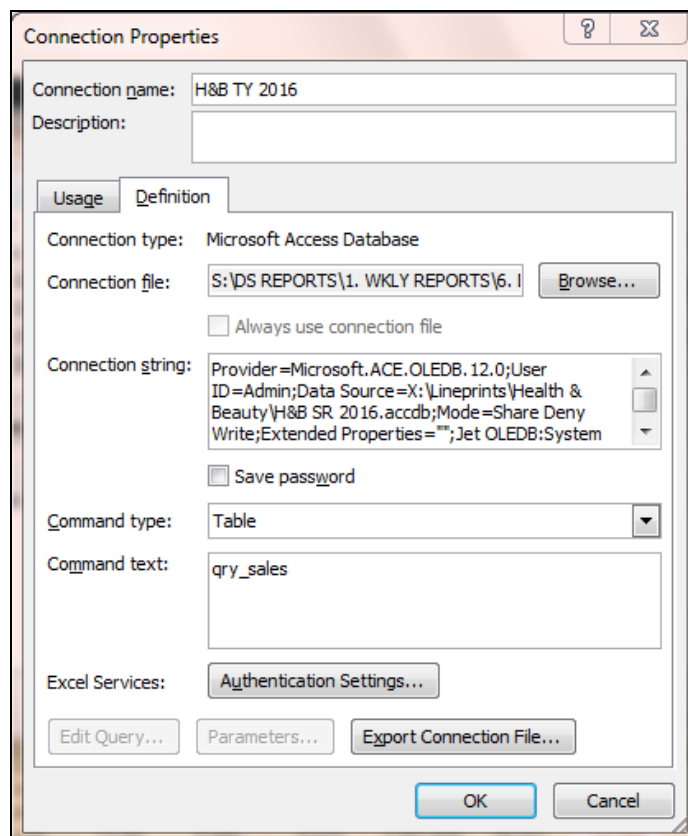 Connection Properties
Connection name: H&B TY 2016
Description:
Usage Definition
Connection type: Microsoft Access Database
Connection file: S:\DS REPORTS\1. WKLY REPORTS\6. Browse...
Always use connection file
Connection string: Provider=Microsoft.ACE.OLEDB.12.0;User
ID=Admin;Data Source=X:\Lineprints\Health &
Beauty\H&B SR 2016.accdb;Mode=Share Deny
Write;Extended Properties="";Jet OLEDB:System
Save password
Command type: Table
Command text: qry_sales
Excel Services: Authentication Settings...
Edit Query... Parameters... Export Connection File...
OK Cancel